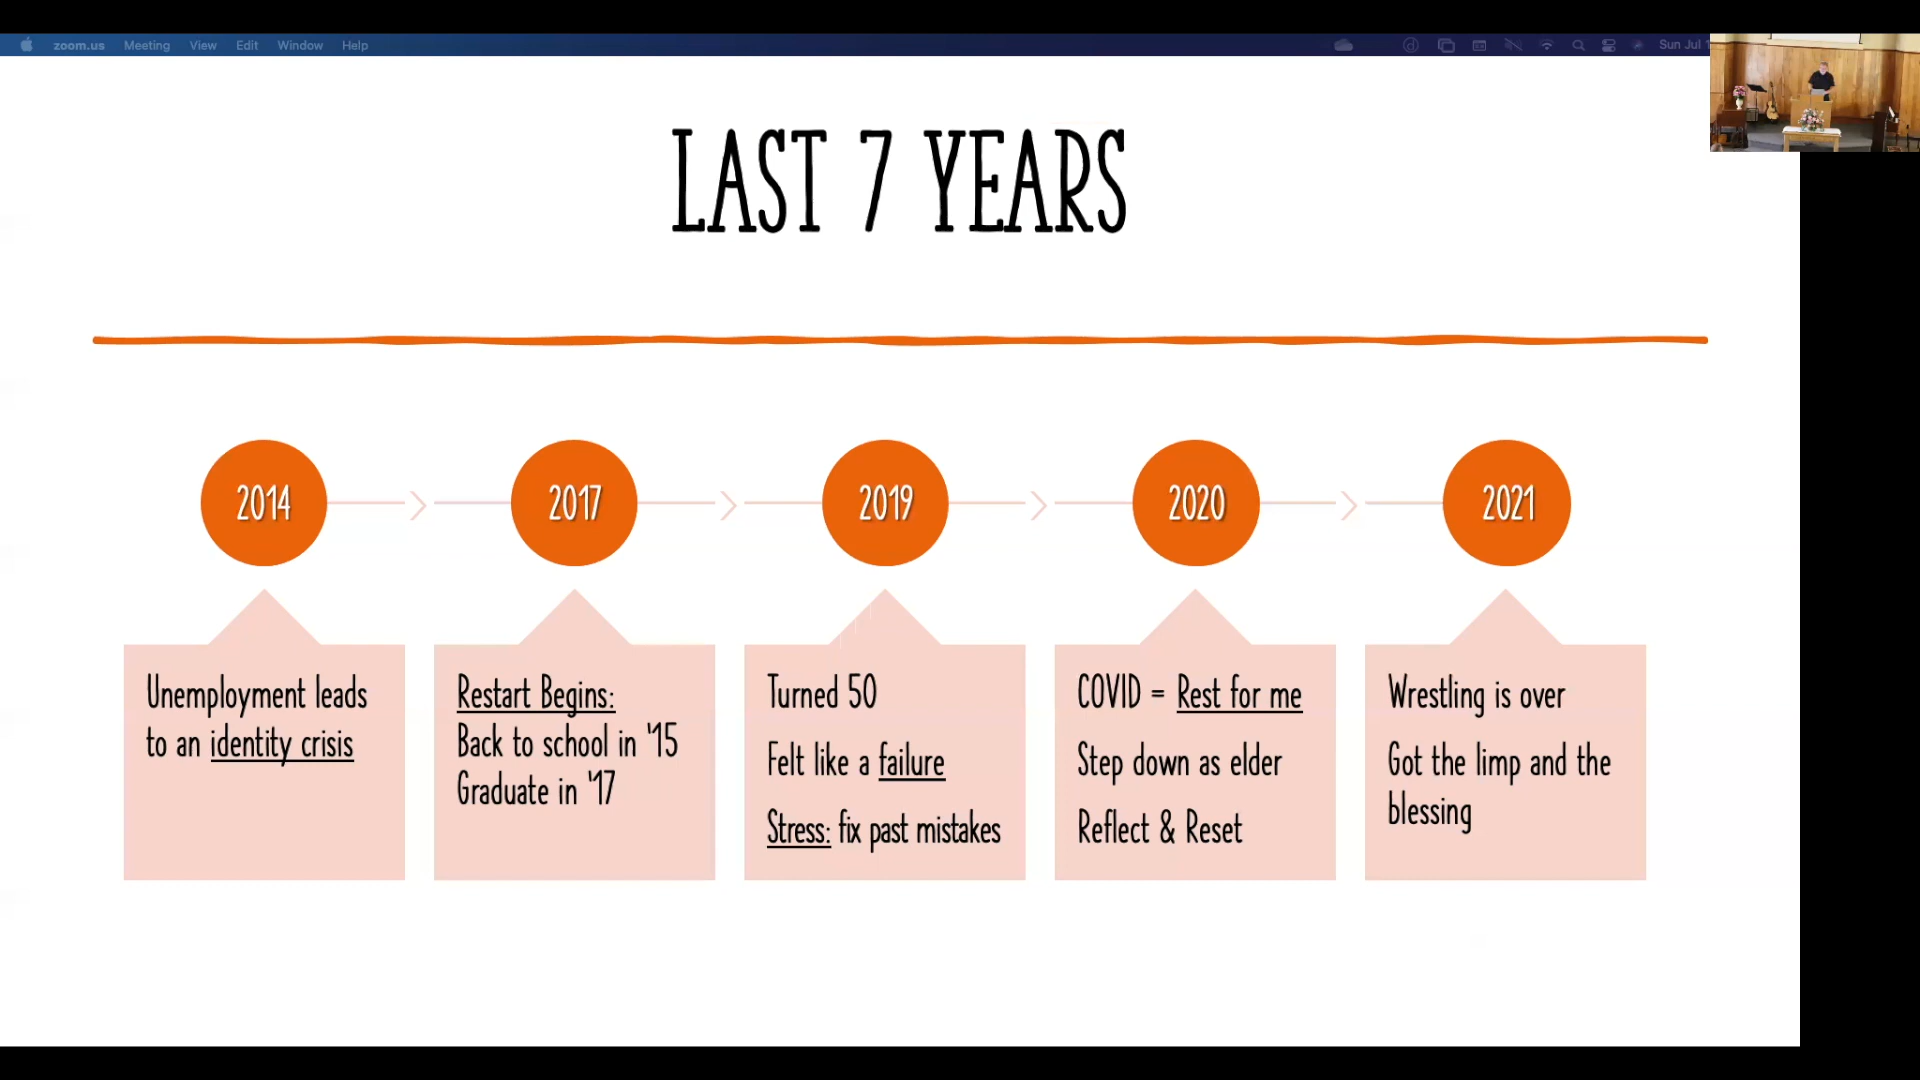 zoom.us Meeting View Edit Window Help Sun Jul
LAST 7 YEARS
2014
2017
2019
2020
2021
Unemployment leads
to an identity crisis
Restart Begins:
Back to school in '15
Graduate in '17
Turned 50
Felt like a failure
Stress: fix past mistakes
COVID = Rest for me
Step down as elder
Reflect & Reset
Wrestling is over
Got the limp and the
blessing